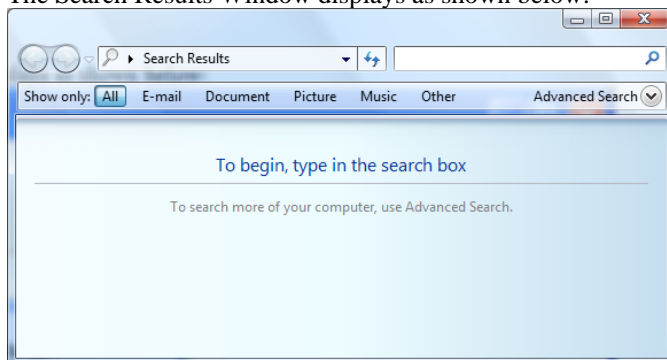 The Search Results Window displays as shown below:
Search Results
Show only: All E-mail Document Picture Music Other Advanced Search
To begin, type in the search box
To search more of your computer, use Advanced Search.